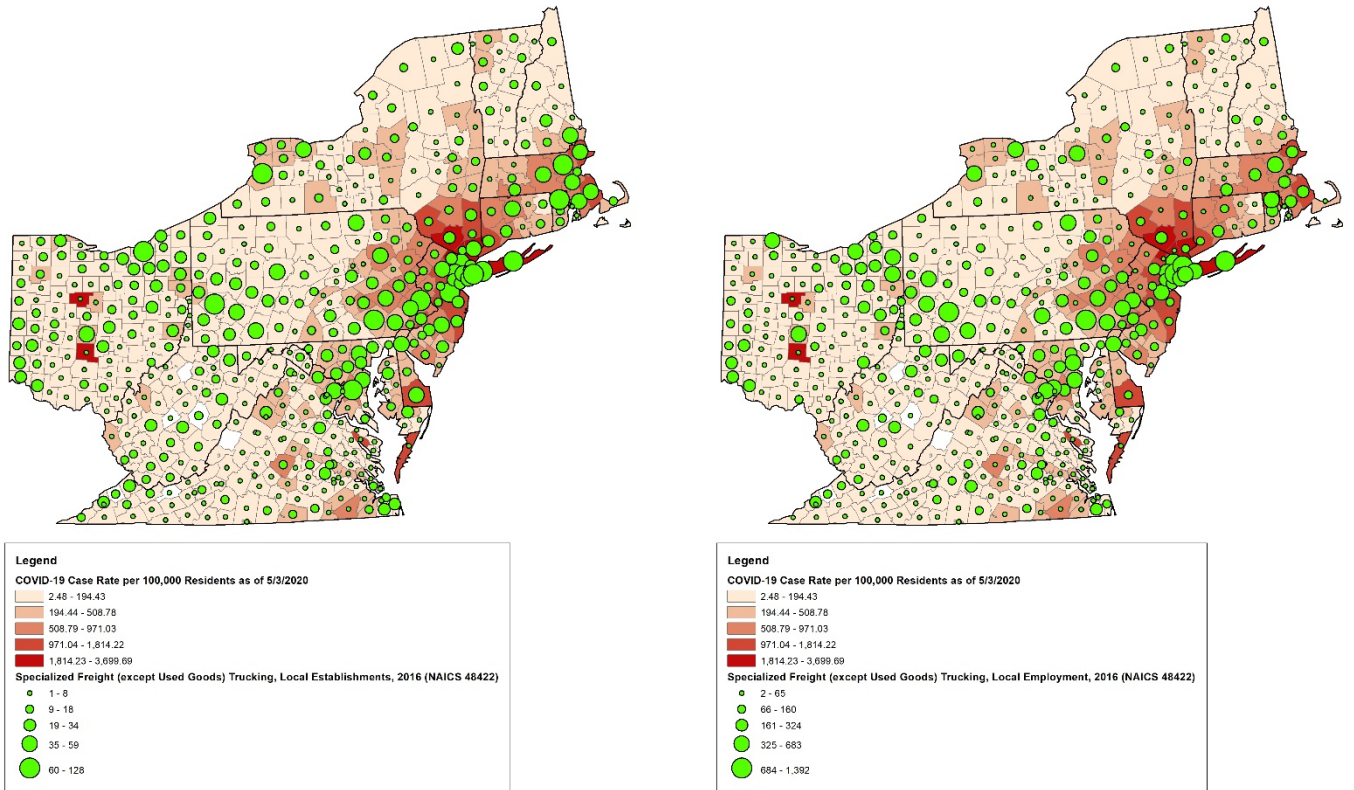 Legend
COVID-19 Case Rate per 100,000 Residents as of 5/3/2020
2.48 - 194.43
194.44 - 508.78
508.79 - 971.03
971.04 - 1,814.22
1,814.23 - 3,699.69
Specialized Freight (except Used Goods) Trucking, Local Establishments, 2016 (NAICS 48422)
1 - 8
9 - 18
19 - 34
35 - 59
60 - 128
Legend
COVID-19 Case Rate per 100,000 Residents as of 5/3/2020
2.48 - 194.43
194.44 - 508.78
508.79 - 971.03
971.04 - 1,814.22
1,814.23 - 3,699.69
Specialized Freight (except Used Goods) Trucking, Local Employment, 2016 (NAICS 48422)
2 - 65
66 - 160
161 - 324
325 - 683
684 - 1,392